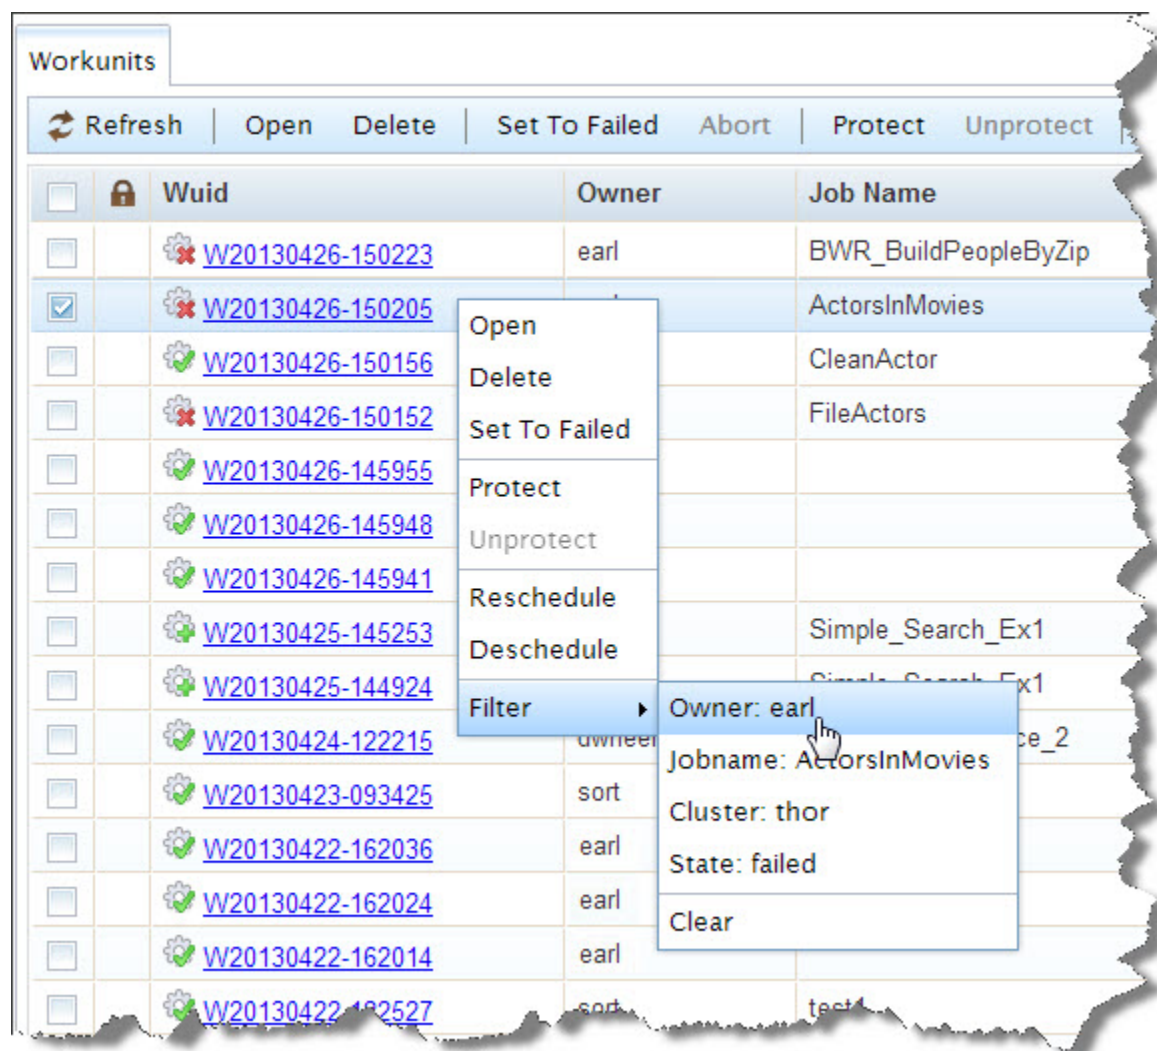 Workunits
Refresh Open Delete Set To Failed Abort Protect Unprotect
Wuid Owner Job Name
W20130426-150223 earl BWR_BuildPeopleByZip
W20130426-150205 ActorsInMovies
Open
W20130426-150156 CleanActor
Delete
W20130426-150152 FileActors
Set To Failed
W20130426-145955
Protect
W20130426-145948
Unprotect
W20130426-145941
Reschedule
W20130425-145253 Simple_Search_Ex1
Deschedule
W20130425-144924
Filter Owner: earl
W20130424-122215
Jobname: ActorsInMovies
W20130423-093425 sort
Cluster: thor
W20130422-162036 earl
State: failed
W20130422-162024 earl
Clear
W20130422-162014 earl
sort